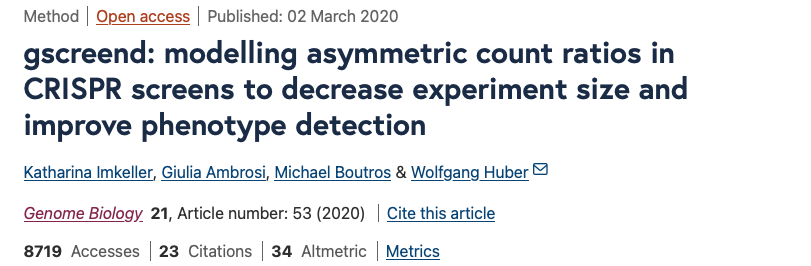 Method | Open access | Published: 02 March 2020
gscreend: modelling asymmetric count ratios in
CRISPR screens to decrease experiment size and
improve phenotype detection
Katharina Imkeller, Giulia Ambrosi, Michael Boutros & Wolfgang Huber
Genome Biology 21, Article number: 53 (2020) | Cite this article
8719 Accesses | 23 Citations | 34 Altmetric | Metrics